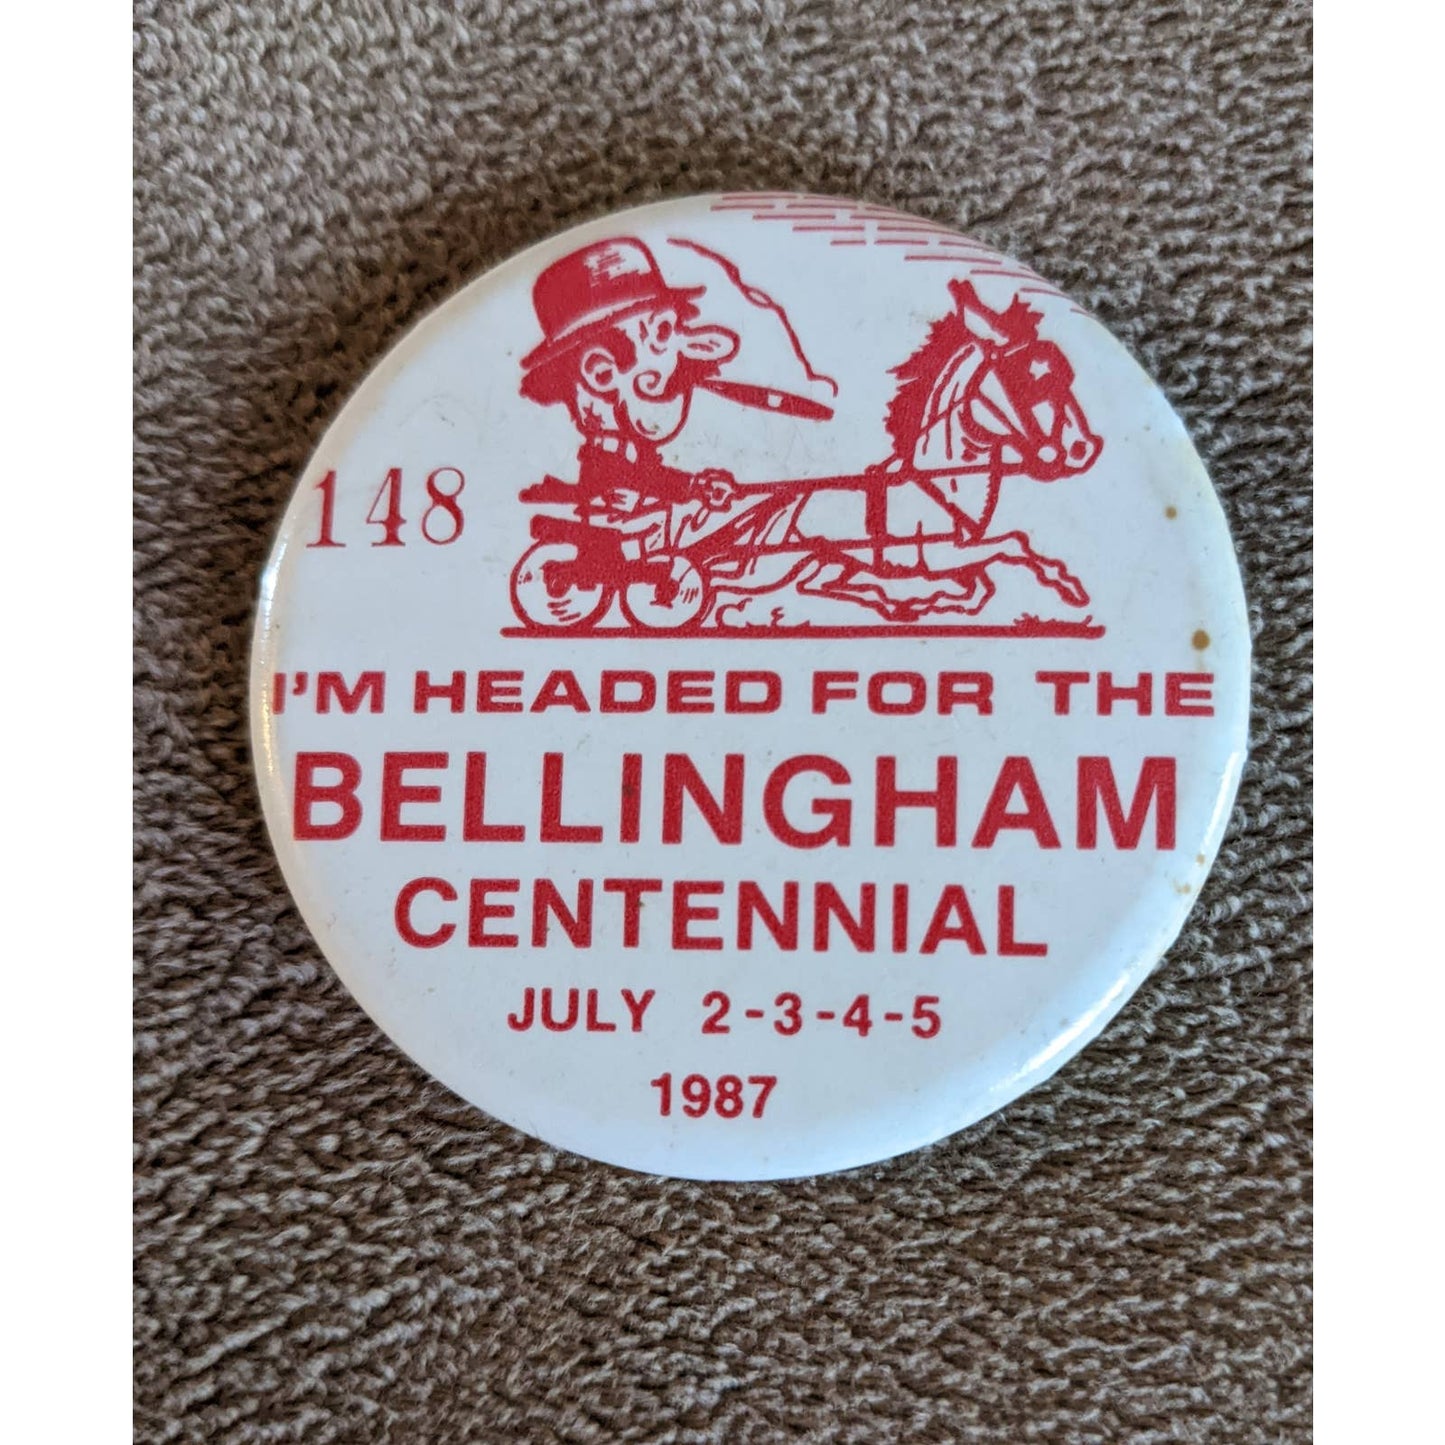 148
I'M HEADED FOR THE
BELLINGHAM
CENTENNIAL
JULY 2-3-4-5
1987